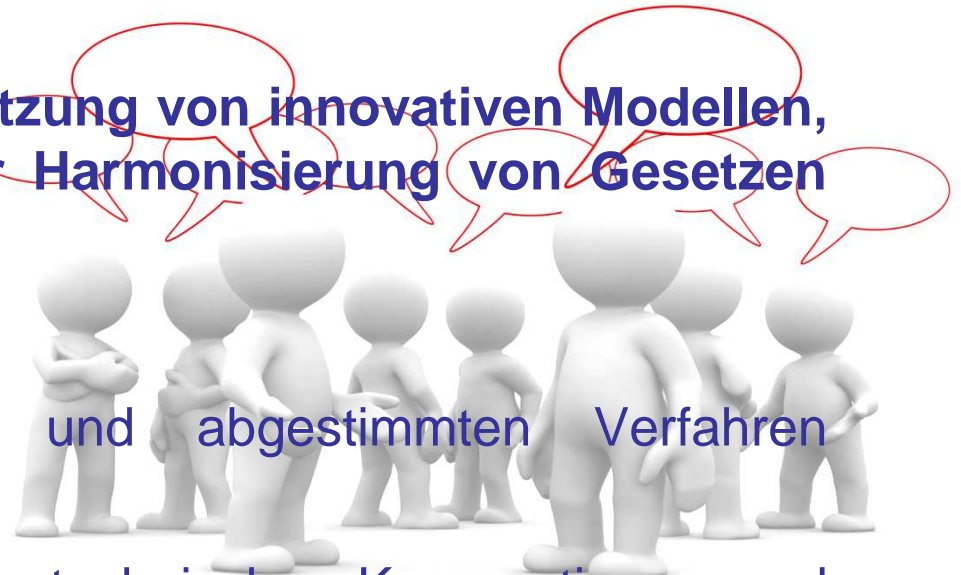 tzung von innovativen Modellen,
Harmonisierung von Gesetzen
und abgestimmten Verfahren